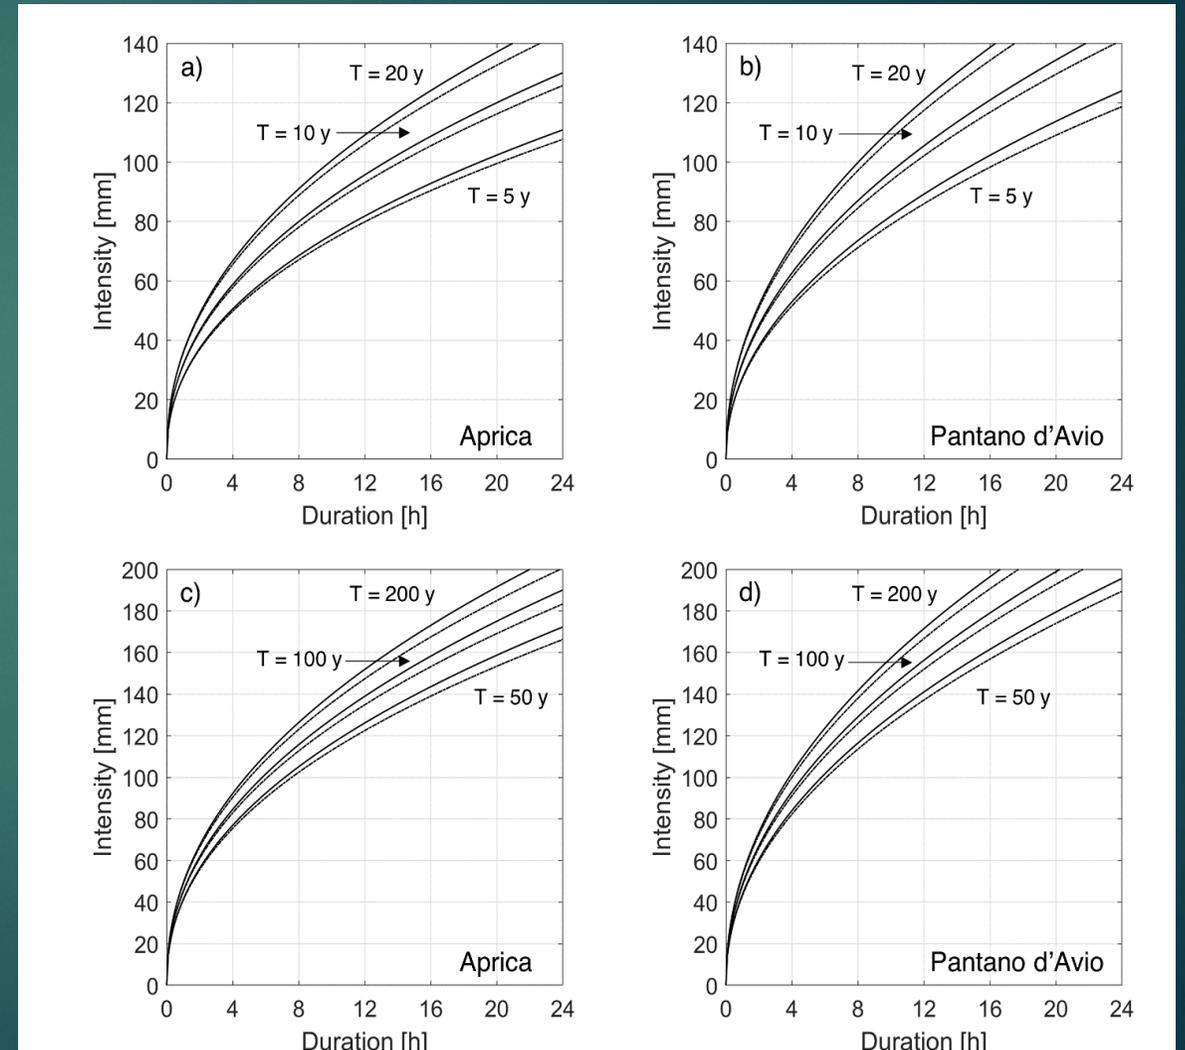 a)
T = 20 y
T = 10 y
T = 5 y
Aprica
140
120
100
80
60
40
20
0
0 4 8 12 16 20 24
Intensity [mm]
Duration [h]
b)
T = 20 y
T = 10 y
T = 5 y
Pantano d’Avio
140
120
100
80
60
40
20
0
0 4 8 12 16 20 24
Intensity [mm]
Duration [h]
c)
T = 200 y
T = 100 y
T = 50 y
Aprica
200
180
160
140
120
100
80
60
40
20
0
0 4 8 12 16 20 24
Intensity [mm]
Duration [h]
d)
T = 200 y
T = 100 y
T = 50 y
Pantano d’Avio
200
180
160
140
120
100
80
60
40
20
0
0 4 8 12 16 20 24
Intensity [mm]
Duration [h]